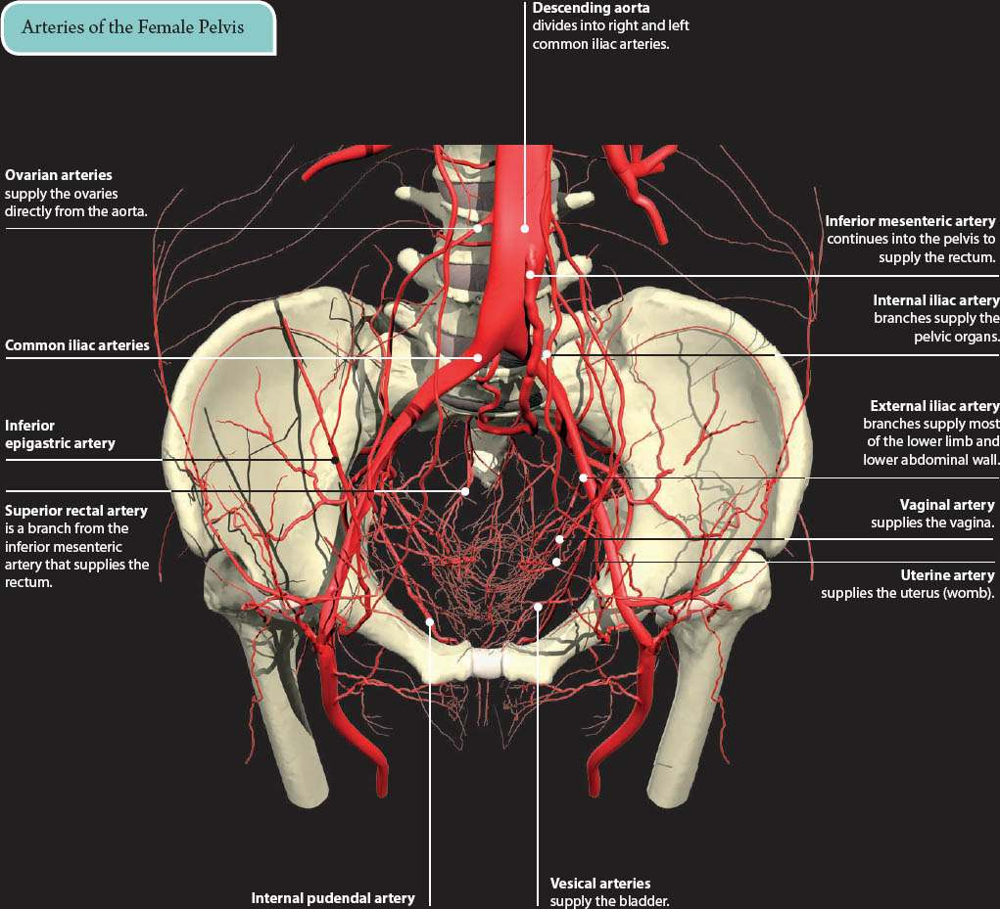 Arteries of the Female Pelvis
Descending aorta
divides into right and left
common iliac arteries.
Ovarian arteries
supply the ovaries
directly from the aorta.
Common iliac arteries
Inferior
epigastric artery
Superior rectal artery
is a branch from the
inferior mesenteric
artery that supplies the
rectum.
Inferior mesenteric artery
continues into the pelvis to
supply the rectum.
Internal iliac artery
branches supply the
pelvic organs.
External iliac artery
branches supply most
of the lower limb and
lower abdominal wall.
Vaginal artery
supplies the vagina.
Uterine artery
supplies the uterus (womb).
Internal pudendal artery
Vesical arteries
supply the bladder.